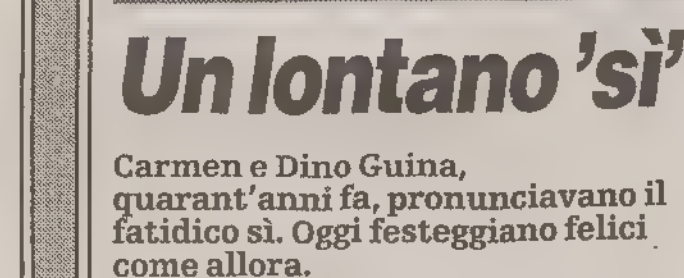 Un lontano 'sì'
Carmen e Dino Guina,
quarant'anni fa, pronunciavano il
fatidico sì. Oggi festeggiano felici
come allora.